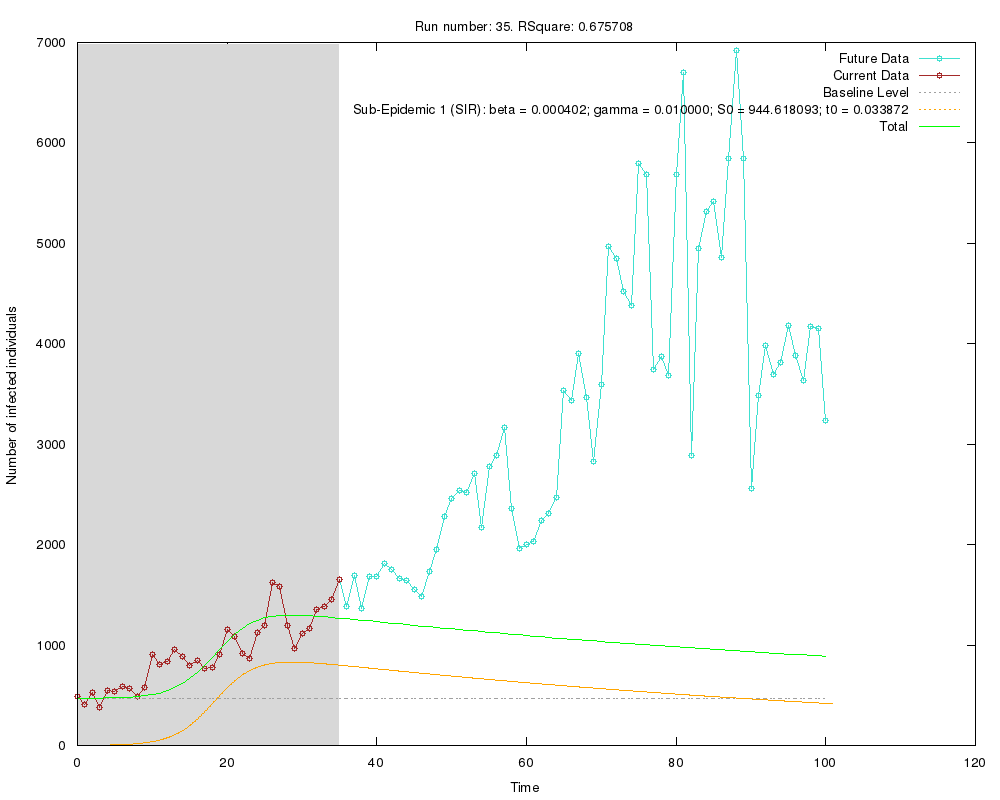 Run number: 35. RSquare: 0.675708
7000
6000
5000
4000
3000
2000
1000
0
Number of infected individuals
Future Data
Current Data
Baseline Level
Sub-Epidemic 1 (SIR): beta = 0.000402; gamma = 0.010000; S0 = 944.618093; t0 = 0.033872
Total
0 20 40 60 80 100 120
Time